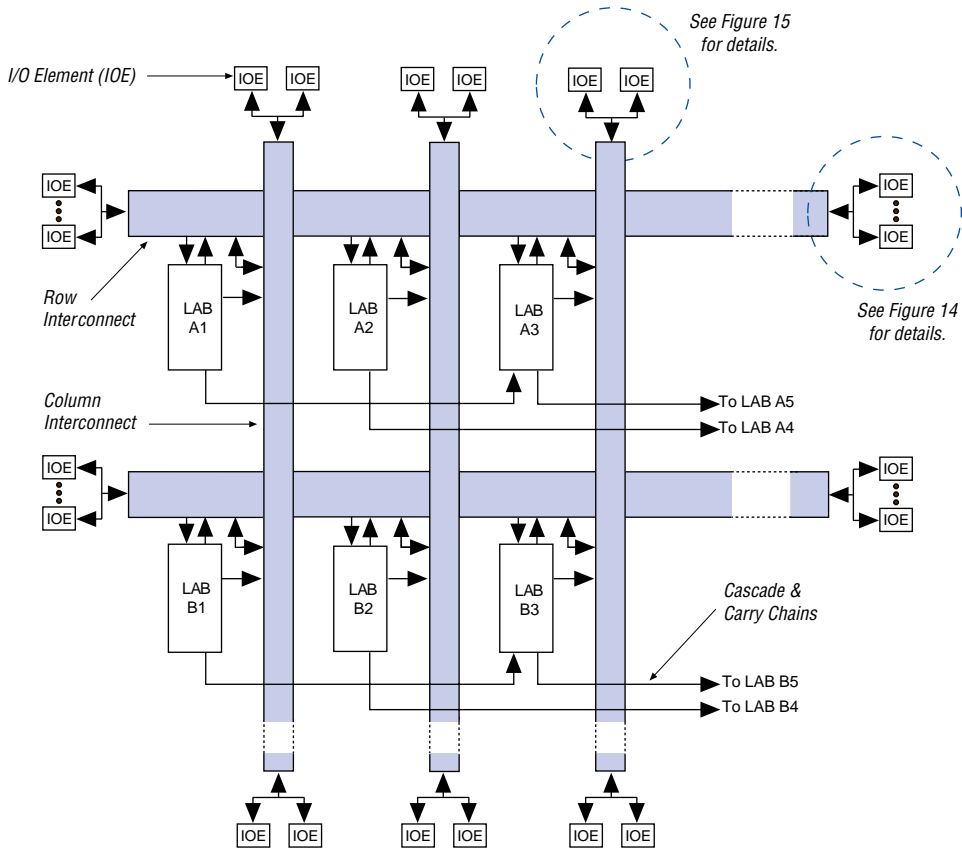 See Figure 15
for details.
I/O Element (IOE)
IOE IOE IOE IOE IOE IOE
IOE IOE
IOE IOE
LAB
A1
LAB
A2
LAB
A3
Row
Interconnect
See Figure 14
for details.
Column
Interconnect
To LAB A5
To LAB A4
IOE IOE
IOE IOE
LAB
B1
LAB
B2
LAB
B3
Cascade &
Carry Chains
To LAB B5
To LAB B4
IOE IOE IOE IOE IOE IOE